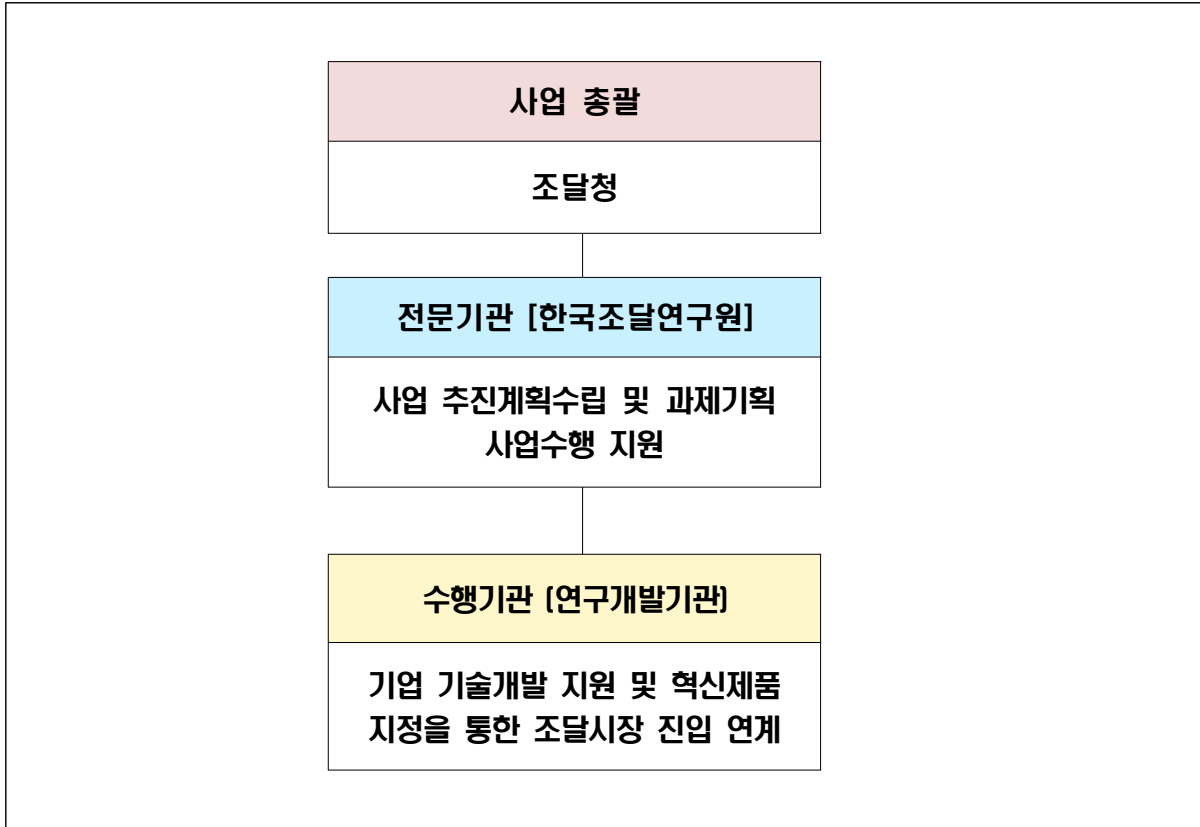 사업 총괄
조달청
전문기관 [한국조달연구원]
사업 추진계획수립 및 과제기획
사업수행 지원
수행기관 (연구개발기관)
기업 기술개발 지원 및 혁신제품
지정을 통한 조달시장 진입 연계